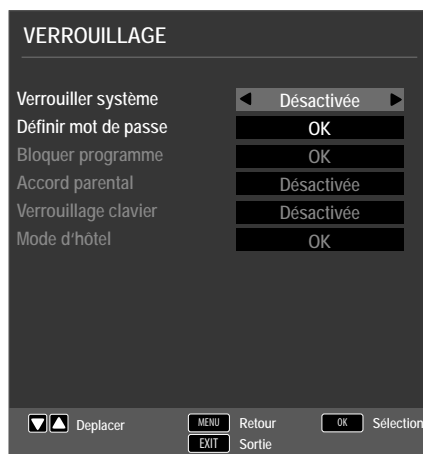 VERROUILLAGE
Verrouiller système Désactivée
Définir mot de passe OK
Bloquer programme OK
Accord parental Désactivée
Verrouillage clavier Désactivée
Mode d'hôtel OK
Deplacer MENU Retour OK Sélection
EXIT Sortie